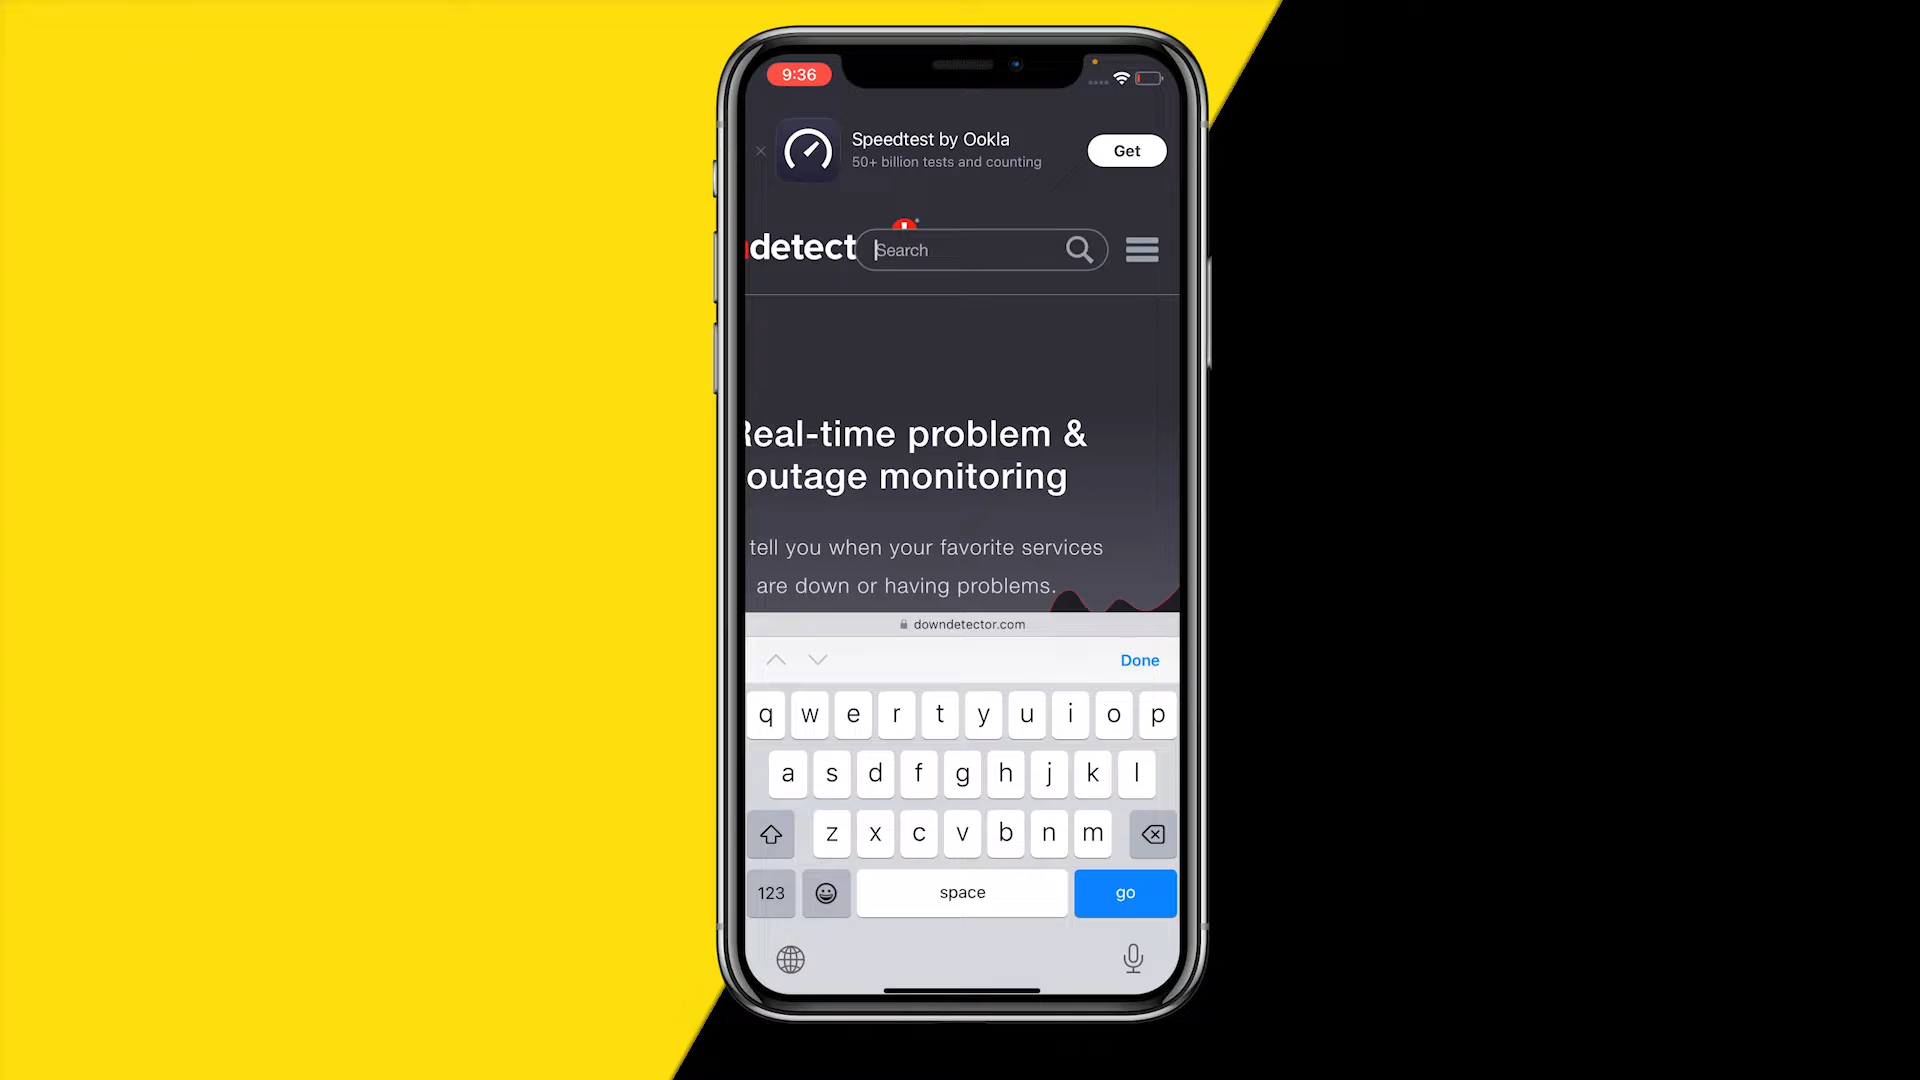 9:36
Speedtest by Ookla
50+ billion tests and counting
Get
detect
Search
Real-time problem &
outage monitoring
tell you when your favorite services
are down or having problems.
downdetector.com
Done
q w e r t y u i o p
a s d f g h j k l
z x c v b n m
123
space
go